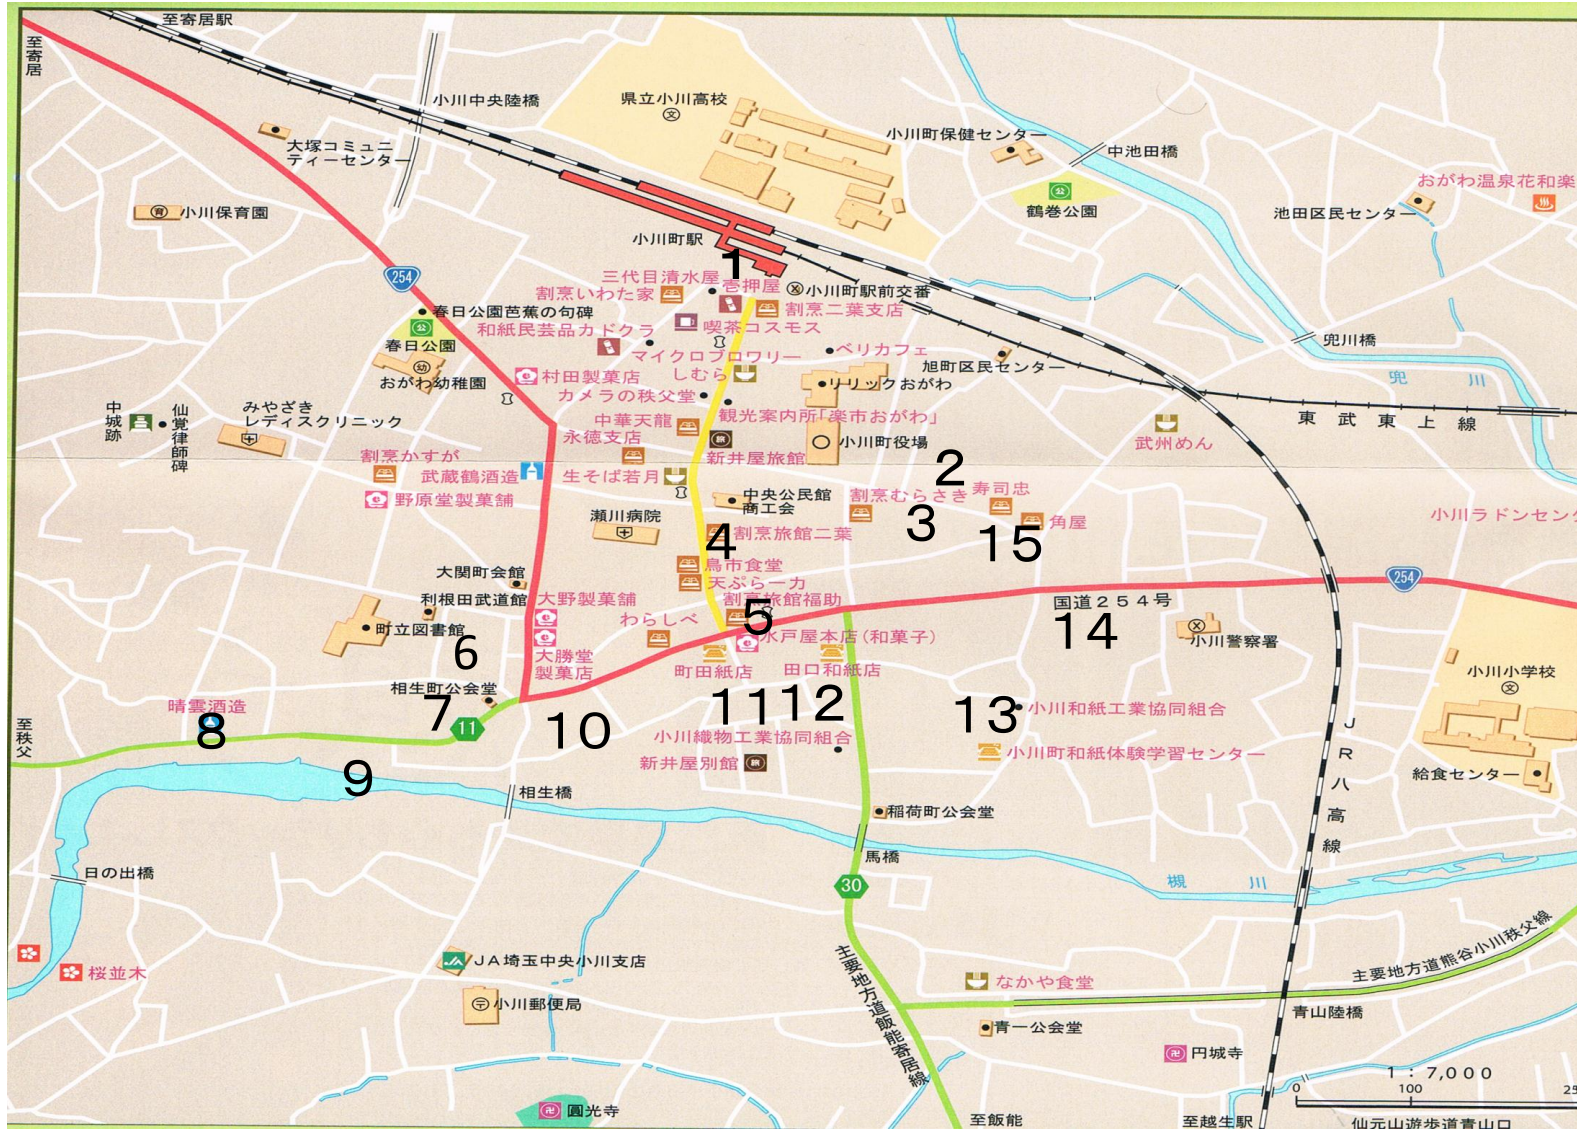 至寄居駅
至寄居
小川中央陸橋
県立小川高校
文
小川町保健センター
中池田橋
大塚コミュニ
ティーセンター
おがわ温泉花和楽
公
鶴巻公園
池田区民センター
育
小川保育園
小川町駅
1
254
三代目清水屋
壱押屋
小川町駅前交番
割烹いわた家
割烹二葉支店
春日公園芭蕉の句碑
和紙民芸品カドクラ
喫茶コスモス
公
春日公園
マイクロブロワリー
ベリカフェ
兜川橋
しむら
旭町区民センター
幼
おがわ幼稚園
村田製菓店
リリックおがわ
兜川
カメラの秩父堂
中城跡
仙覚律師碑
みやざき
レディスクリニック
中華天龍
観光案内所「楽市おがわ」
東武東上線
永徳支店
旅
小川町役場
武州めん
割烹かすが
新井屋旅館
2
武蔵鶴酒造
生そば若月
野原堂製菓舗
中央公民館
商工会
割烹むらさき
寿司忠
瀬川病院
3
角屋
小川ラドンセンタ
4
割烹旅館二葉
15
鳥市食堂
大関町会館
天ぷら一力
254
利根田武道館
大野製菓舗
割烹旅館福助
国道254号
わらしべ
5
14
町立図書館
水戸屋本店(和菓子)
小川警察署
6
大勝堂
製菓店
町田紙店
田口和紙店
小川小学校
文
相生町公会堂
7
11
晴雲酒造
8
10
11
12
13
小川和紙工業協同組合
至秩父
小川織物工業協同組合
JR八高線
9
新井屋別館
旅
小川町和紙体験学習センター
給食センター
相生橋
稲荷町公会堂
馬橋
日の出橋
30
槻川
桜並木
JA
JA埼玉中央小川支店
主要地方道飯能寄居線
主要地方道熊谷小川秩父線
なかや食堂
小川郵便局
青一公会堂
青山陸橋
円城寺
1:7,000
0
100
圓光寺
至飯能
至越生駅
仙元山遊歩道青山口